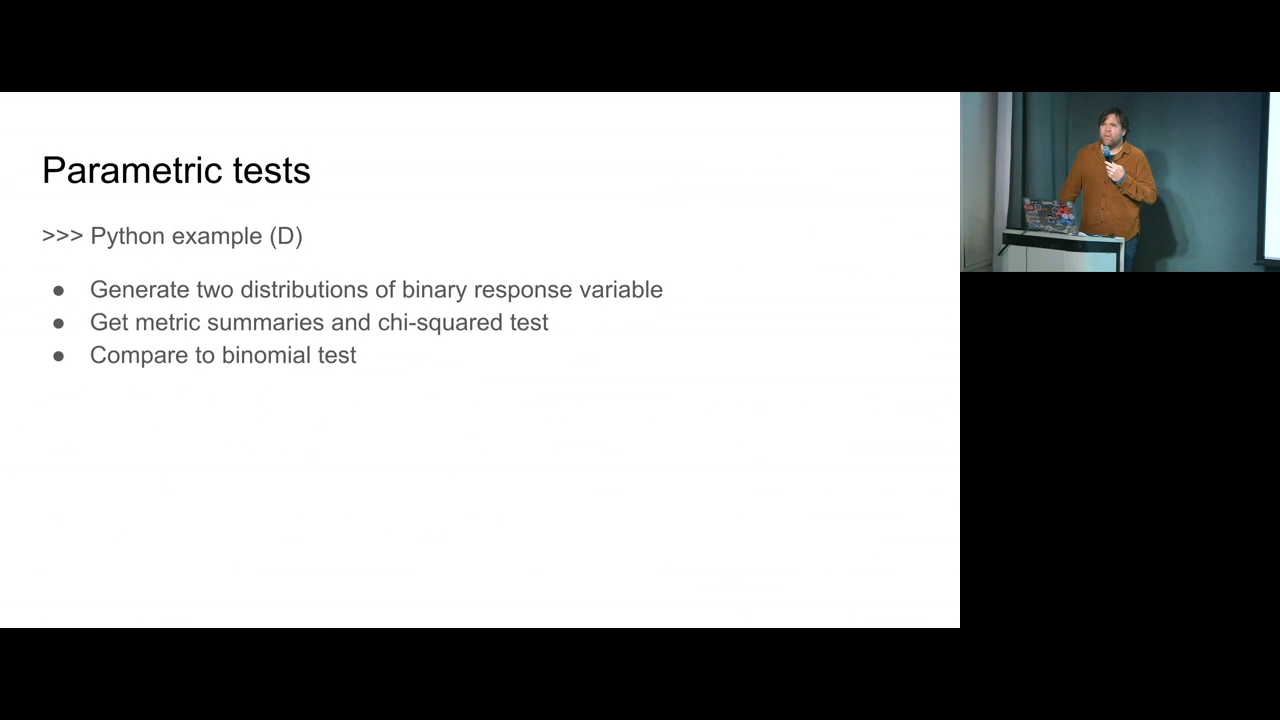 Parametric tests
>>> Python example (D)
● Generate two distributions of binary response variable
● Get metric summaries and chi-squared test
● Compare to binomial test